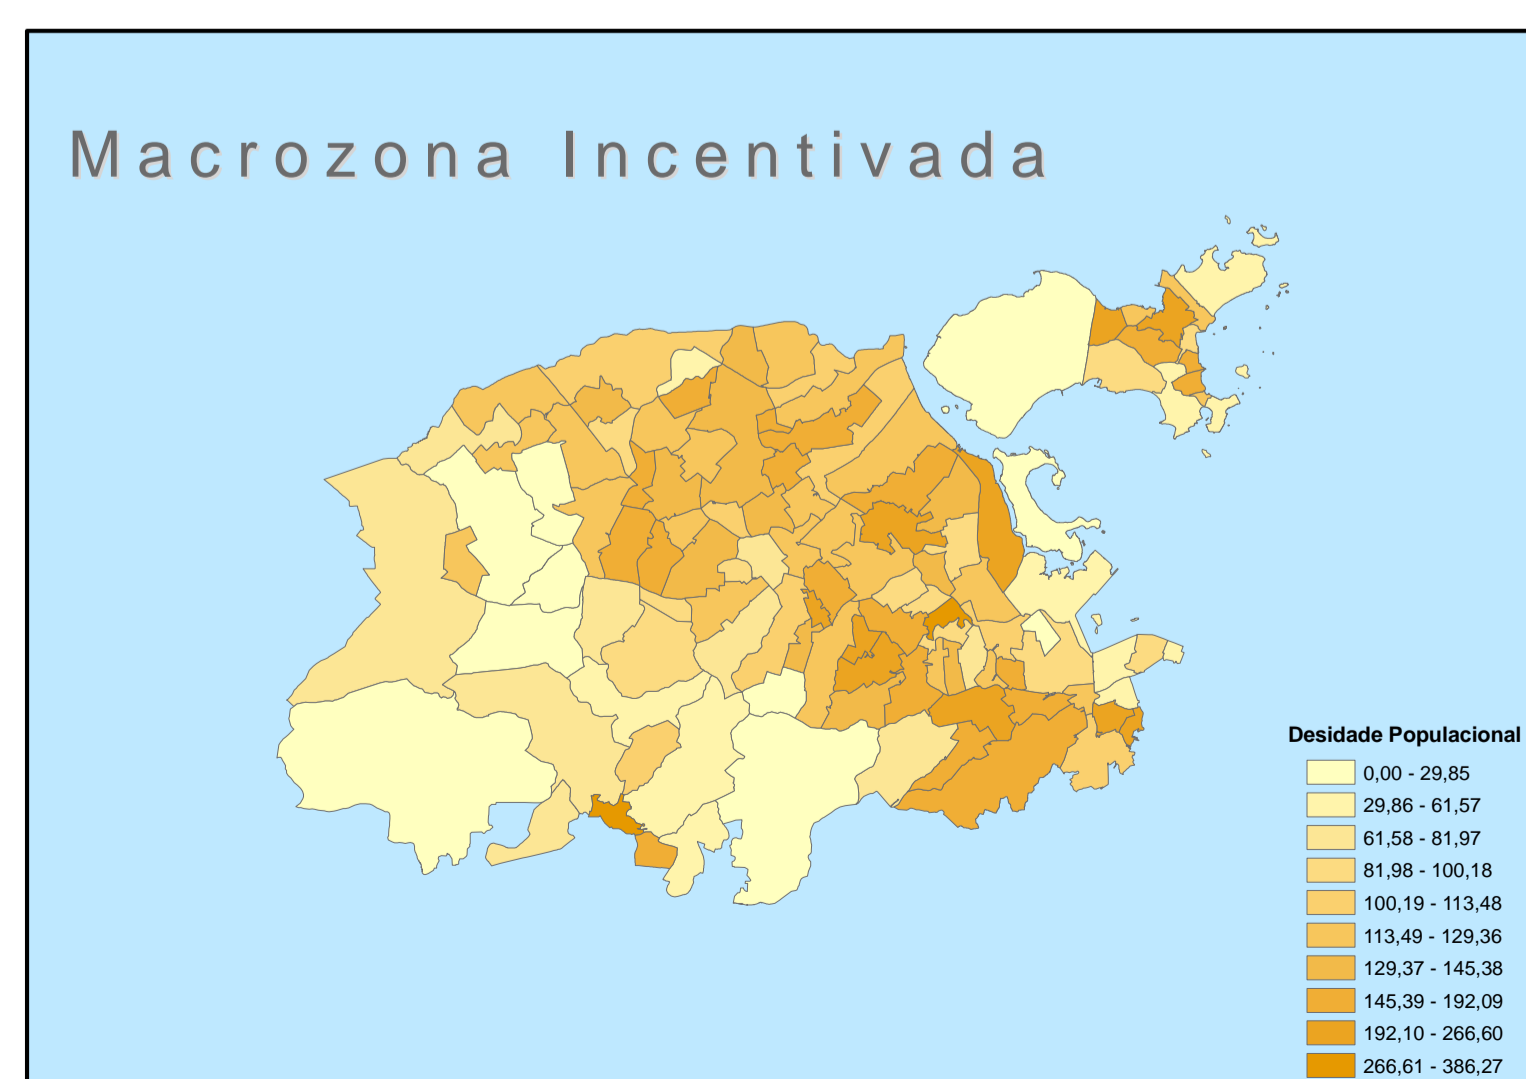 Macrozona Incentivada
Desidade Populacional
0,00 - 29,85
29,86 - 61,57
61,58 - 81,97
81,98 - 100,18
100,19 - 113,48
113,49 - 129,36
129,37 - 145,38
145,39 - 192,09
192,10 - 266,60
266,61 - 386,27